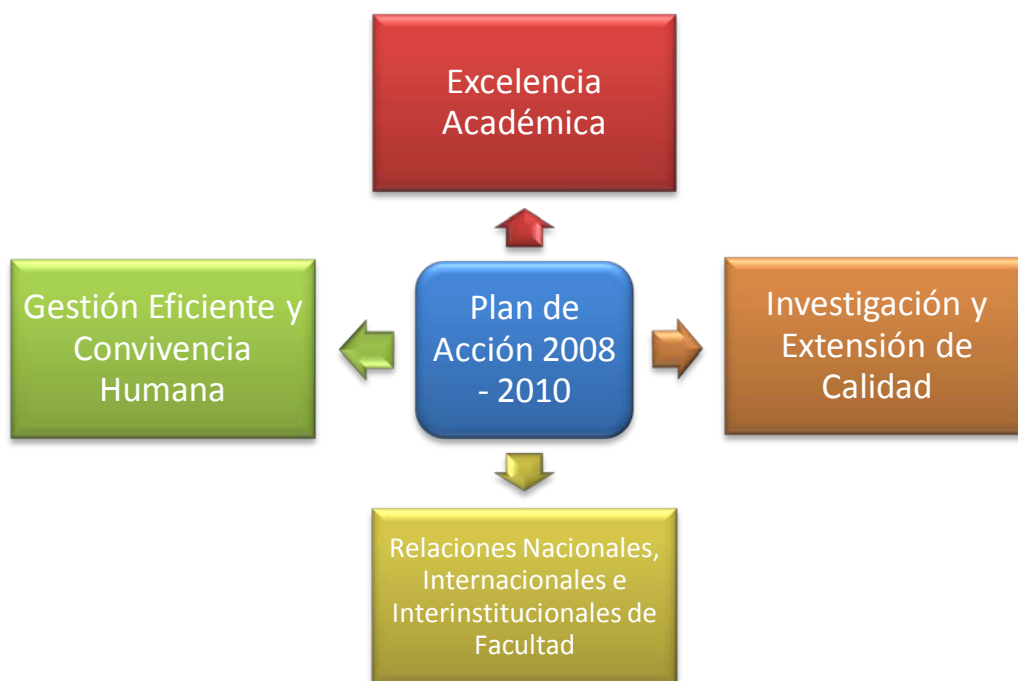 Excelencia
Académica
Gestión Eficiente y
Convivencia
Humana
Plan de
Acción 2008
- 2010
Investigación y
Extensión de
Calidad
Relaciones Nacionales,
Internacionales e
Interinstitucionales de
Facultad